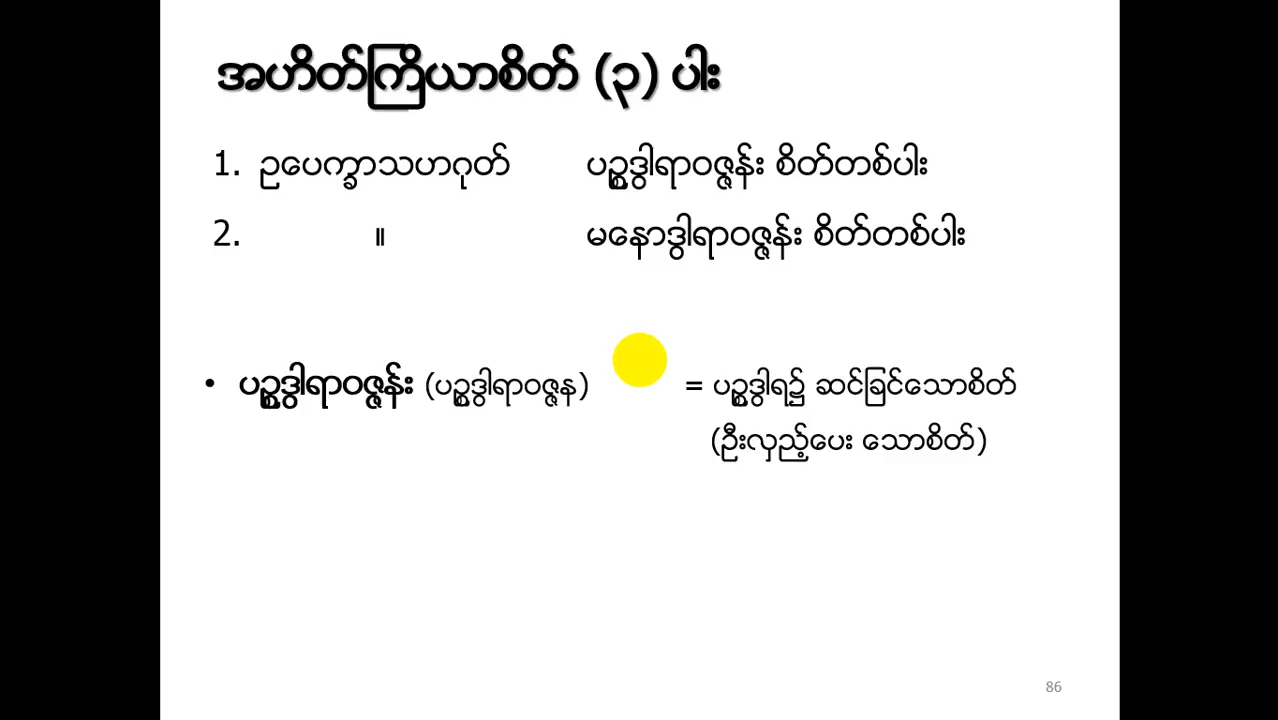 အဟိတ်ကြိယာစိတ် (၃) ပါး
1. ဥပေက္ခာသဟဂုတ် ပဉ္စဒွါရာဝဇ္ဇန်း စိတ်တစ်ပါး
2. ။ မနောဒွါရာဝဇ္ဇန်း စိတ်တစ်ပါး
• ပဉ္စဒွါရာဝဇ္ဇန်း (ပဉ္စဒွါရာဝဇ္ဇန) = ပဉ္စဒွါရ၌ ဆင်ခြင်သောစိတ်
(ဦးလှည့်ပေး သောစိတ်)
86